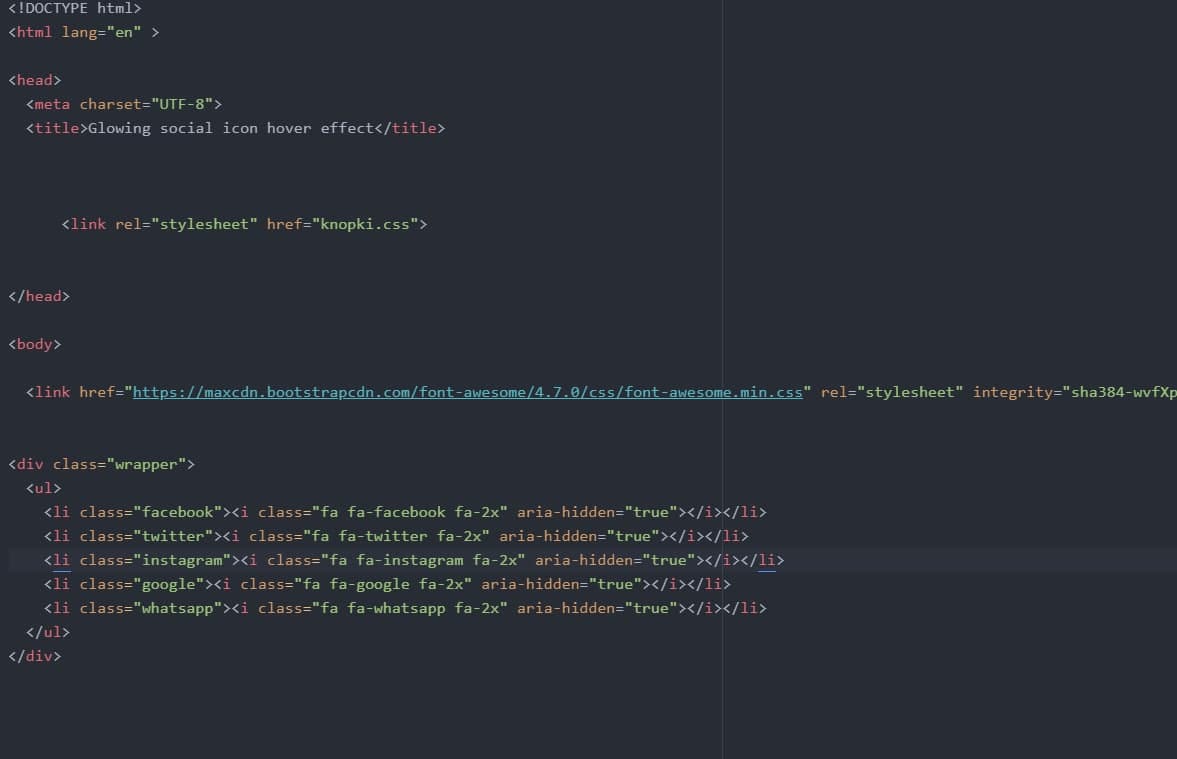 <!DOCTYPE html>
<html lang="en" >
<head>
<meta charset="UTF-8">
<title>Glowing social icon hover effect</title>
<link rel="stylesheet" href="knopki.css">
</head>
<body>
<link href="https://maxcdn.bootstrapcdn.com/font-awesome/4.7.0/css/font-awesome.min.css" rel="stylesheet" integrity="sha384-wvfXp
<div class="wrapper">
<ul>
<li class="facebook"><i class="fa fa-facebook fa-2x" aria-hidden="true"></i></li>
<li class="twitter"><i class="fa fa-twitter fa-2x" aria-hidden="true"></i></li>
<li class="instagram"><i class="fa fa-instagram fa-2x" aria-hidden="true"></i></li>
<li class="google"><i class="fa fa-google fa-2x" aria-hidden="true"></i></li>
<li class="whatsapp"><i class="fa fa-whatsapp fa-2x" aria-hidden="true"></i></li>
</ul>
</div>